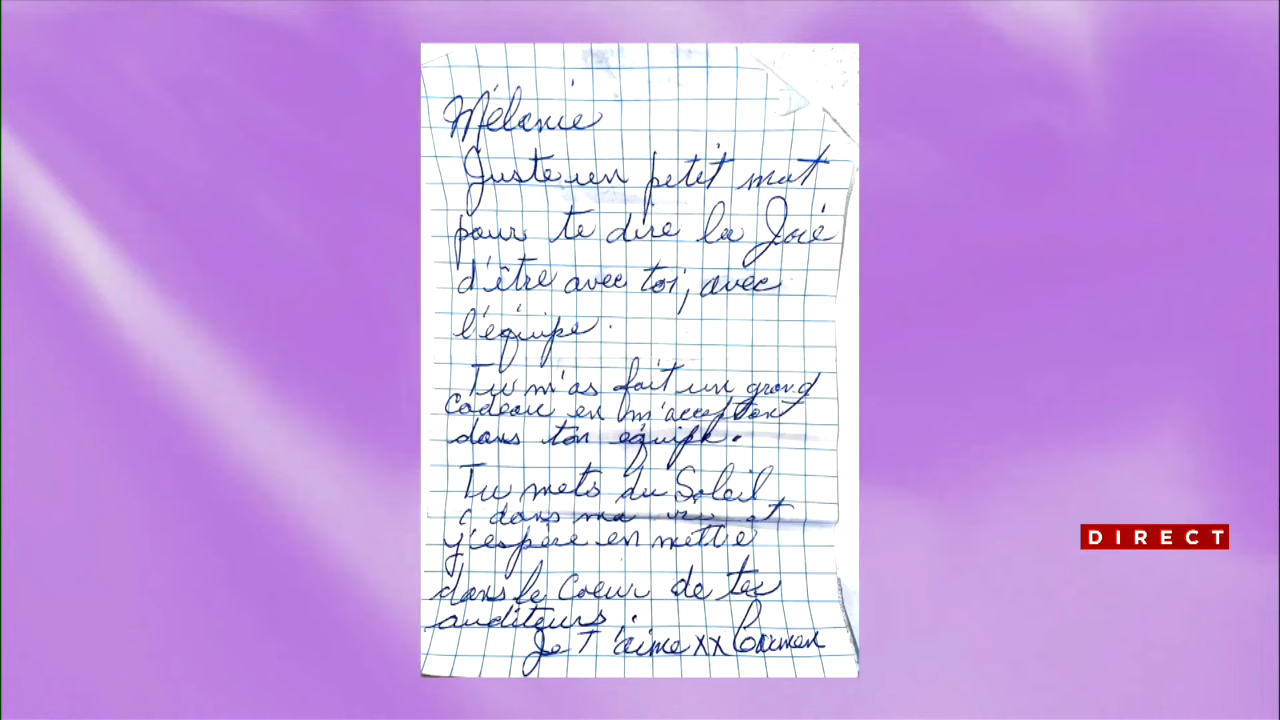 Mélanie
Juste un petit mot
pour te dire la Joie
d'être avec toi, avec
l'équipe.
Tu m'as fait un grand
Cadeau en m'acceptant
dans ton équipe.
Tu mets du Soleil
dans ma vie et
j'espère en mettre
dans le Coeur de tes
auditeurs.
Je T'aime xx Carmen
DIRECT